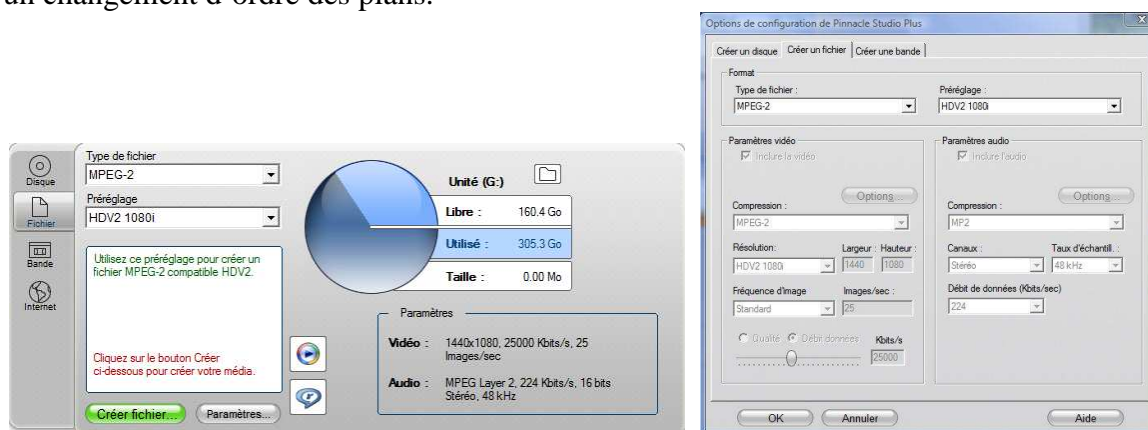 un changement d'ordre des plans.
Type de fichier
MPEG-2
Préréglage
HDV2 1080i
Disque
Fichier
Bande
Internet
Utilisez ce préréglage pour créer un
fichier MPEG-2 compatible HDV2.
Cliquez sur le bouton Créer
ci-dessous pour créer votre média.
Créer fichier...
Paramètres...
Unité (G:)
Libre : 160.4 Go
Utilisé : 305.3 Go
Taille : 0.00 Mo
Paramètres
Vidéo : 1440x1080, 25000 Kbits/s, 25
Images/sec
Audio : MPEG Layer 2, 224 Kbits/s, 16 bits
Stéréo, 48 kHz
Options de configuration de Pinnacle Studio Plus
X
Créer un disque Créer un fichier Créer une bande
Format
Type de fichier : Préréglage :
MPEG-2 HDV2 1080i
Paramètres vidéo
Inclure la vidéo
Options...
Compression :
MPEG-2
Résolution: Largeur : Hauteur :
HDV2 1080i 1440 1080
Fréquence d'image Images/sec :
Standard 25
Qualité Débit données Kbits/s
25000
Paramètres audio
Inclure l'audio
Options...
Compression :
MP2
Canaux : Taux d'échantill. :
Stéréo 48 kHz
Débit de données (Kbits/sec)
224
OK Annuler Aide